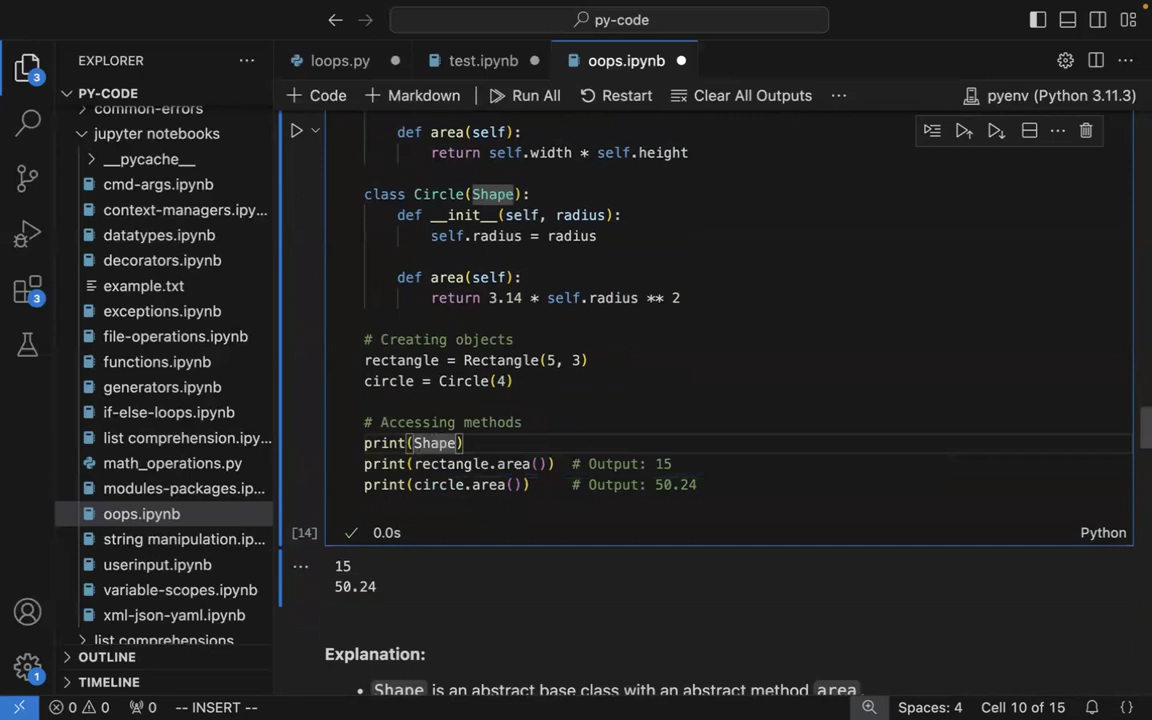 py-code
EXPLORER
loops.py
test.ipynb
oops.ipynb
PY-CODE
+ Code
+ Markdown
Run All
Restart
Clear All Outputs
pyenv (Python 3.11.3)
common-errors
jupyter notebooks
__pycache__
cmd-args.ipynb
context-managers.ipy...
datatypes.ipynb
decorators.ipynb
example.txt
exceptions.ipynb
file-operations.ipynb
functions.ipynb
generators.ipynb
if-else-loops.ipynb
list comprehension.ipy...
math_operations.py
modules-packages.ip...
oops.ipynb
string manipulation.ip...
userinput.ipynb
variable-scopes.ipynb
xml-json-yaml.ipynb
list comprehensions
OUTLINE
TIMELINE
3
3
1
def area(self):
return self.width * self.height
class Circle(Shape):
def __init__(self, radius):
self.radius = radius
def area(self):
return 3.14 * self.radius ** 2
# Creating objects
rectangle = Rectangle(5, 3)
circle = Circle(4)
# Accessing methods
print(Shape)
print(rectangle.area())  # Output: 15
print(circle.area())     # Output: 50.24
[14]
0.0s
Python
15
50.24
Explanation:
• Shape is an abstract base class with an abstract method area.
0 0 0 -- INSERT --
Spaces: 4
Cell 10 of 15
{}